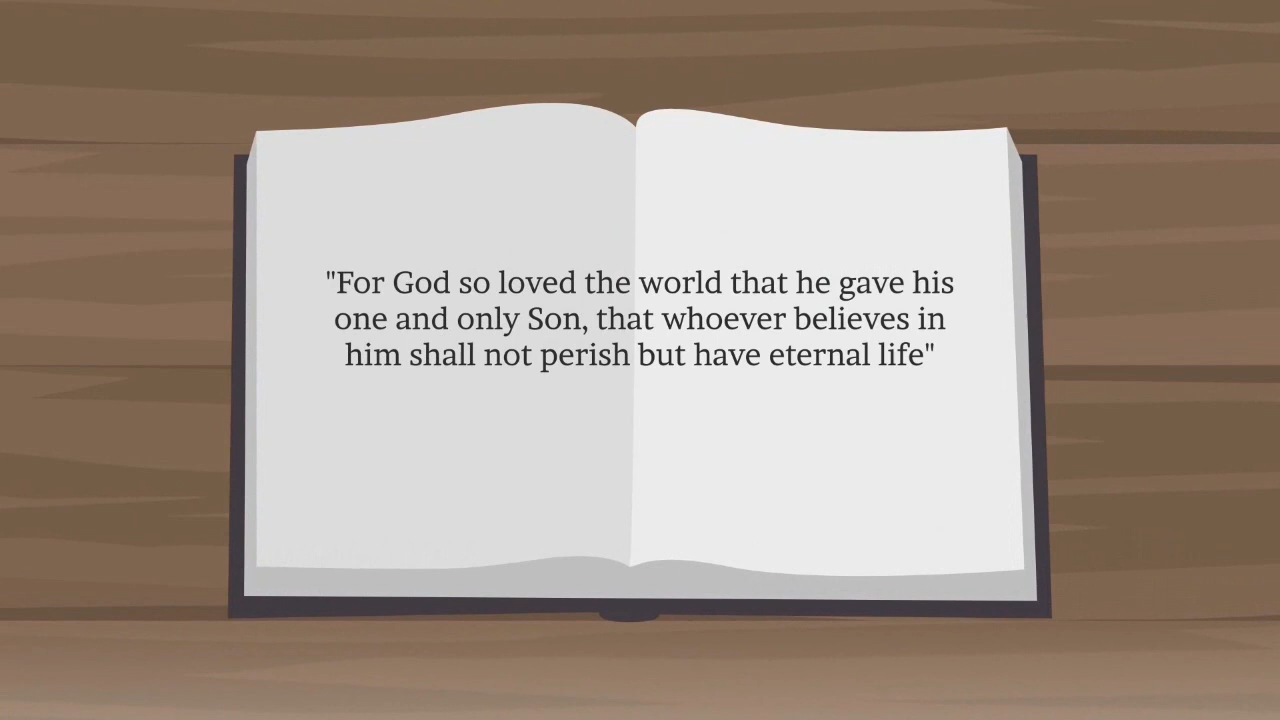 "For God so loved the world that he gave his
one and only Son, that whoever believes in
him shall not perish but have eternal life"